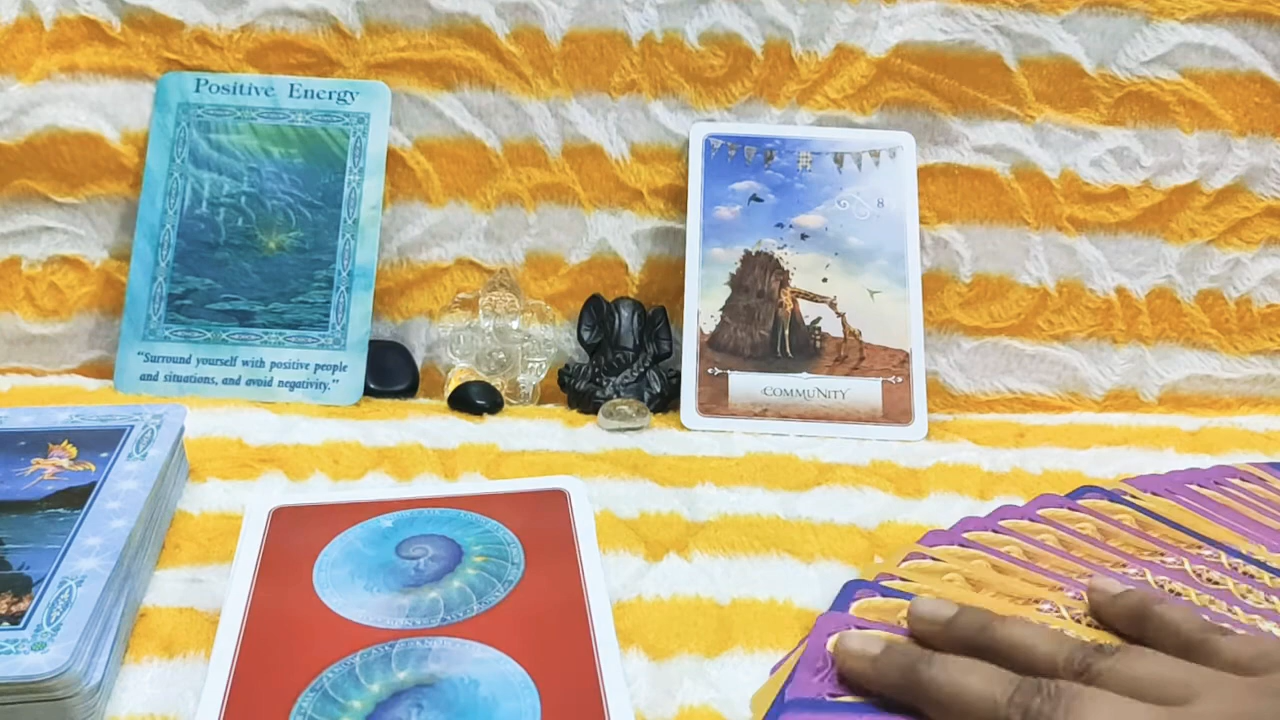 Positive Energy
"Surround yourself with positive people
and situations, and avoid negativity."
8
COMMUNITY